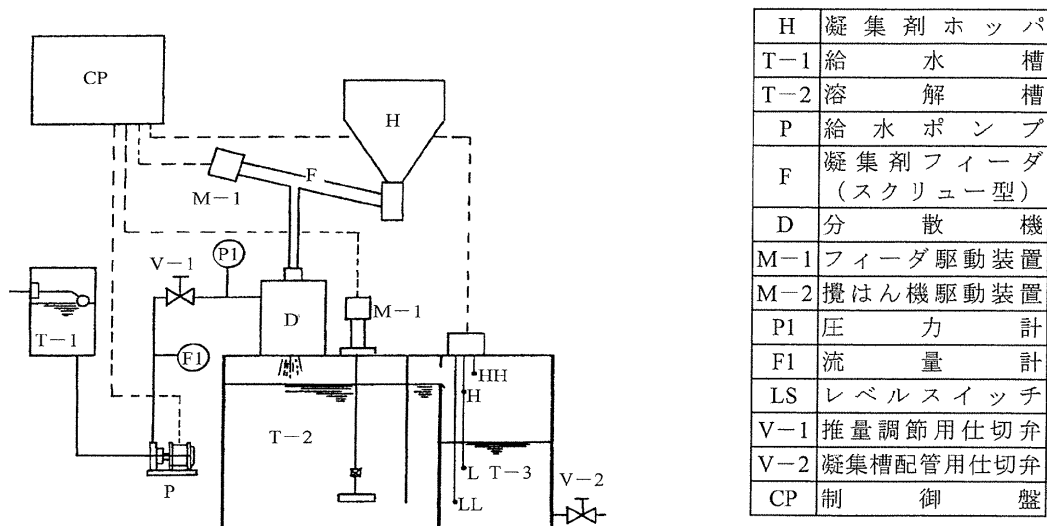 CP
H
F
M-1
V-1
P1
D
M-1
T-1
F1
HH
H
T-2
T-3
L
LL
V-2
P
H 凝集剤ホッパ
T-1 給水槽
T-2 溶解槽
P 給水ポンプ
F 凝集剤フィーダ
(スクリュー型)
D 分散機
M-1 フィーダ駆動装置
M-2 攪はん機駆動装置
P1 圧力計
F1 流量計
LS レベルスイッチ
V-1 推量調節用仕切弁
V-2 凝集槽配管用仕切弁
CP 制御盤